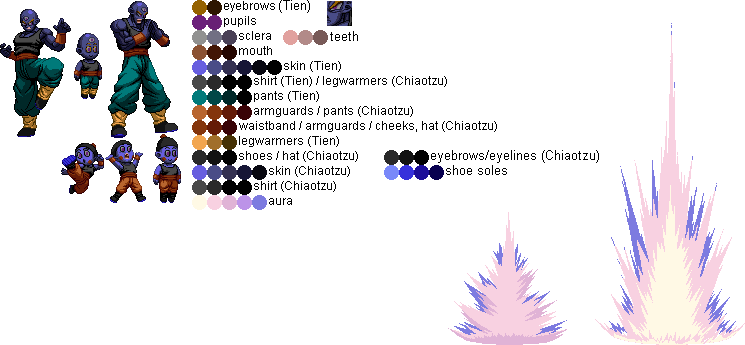 eyebrows (Tien)
pupils
sclera
teeth
mouth
skin (Tien)
shirt (Tien) / legwarmers (Chiaotzu)
pants (Tien)
armguards / pants (Chiaotzu)
waistband / armguards / cheeks, hat (Chiaotzu)
legwarmers (Tien)
shoes / hat (Chiaotzu)
eyebrows/eyelines (Chiaotzu)
skin (Chiaotzu)
shoe soles
shirt (Chiaotzu)
aura